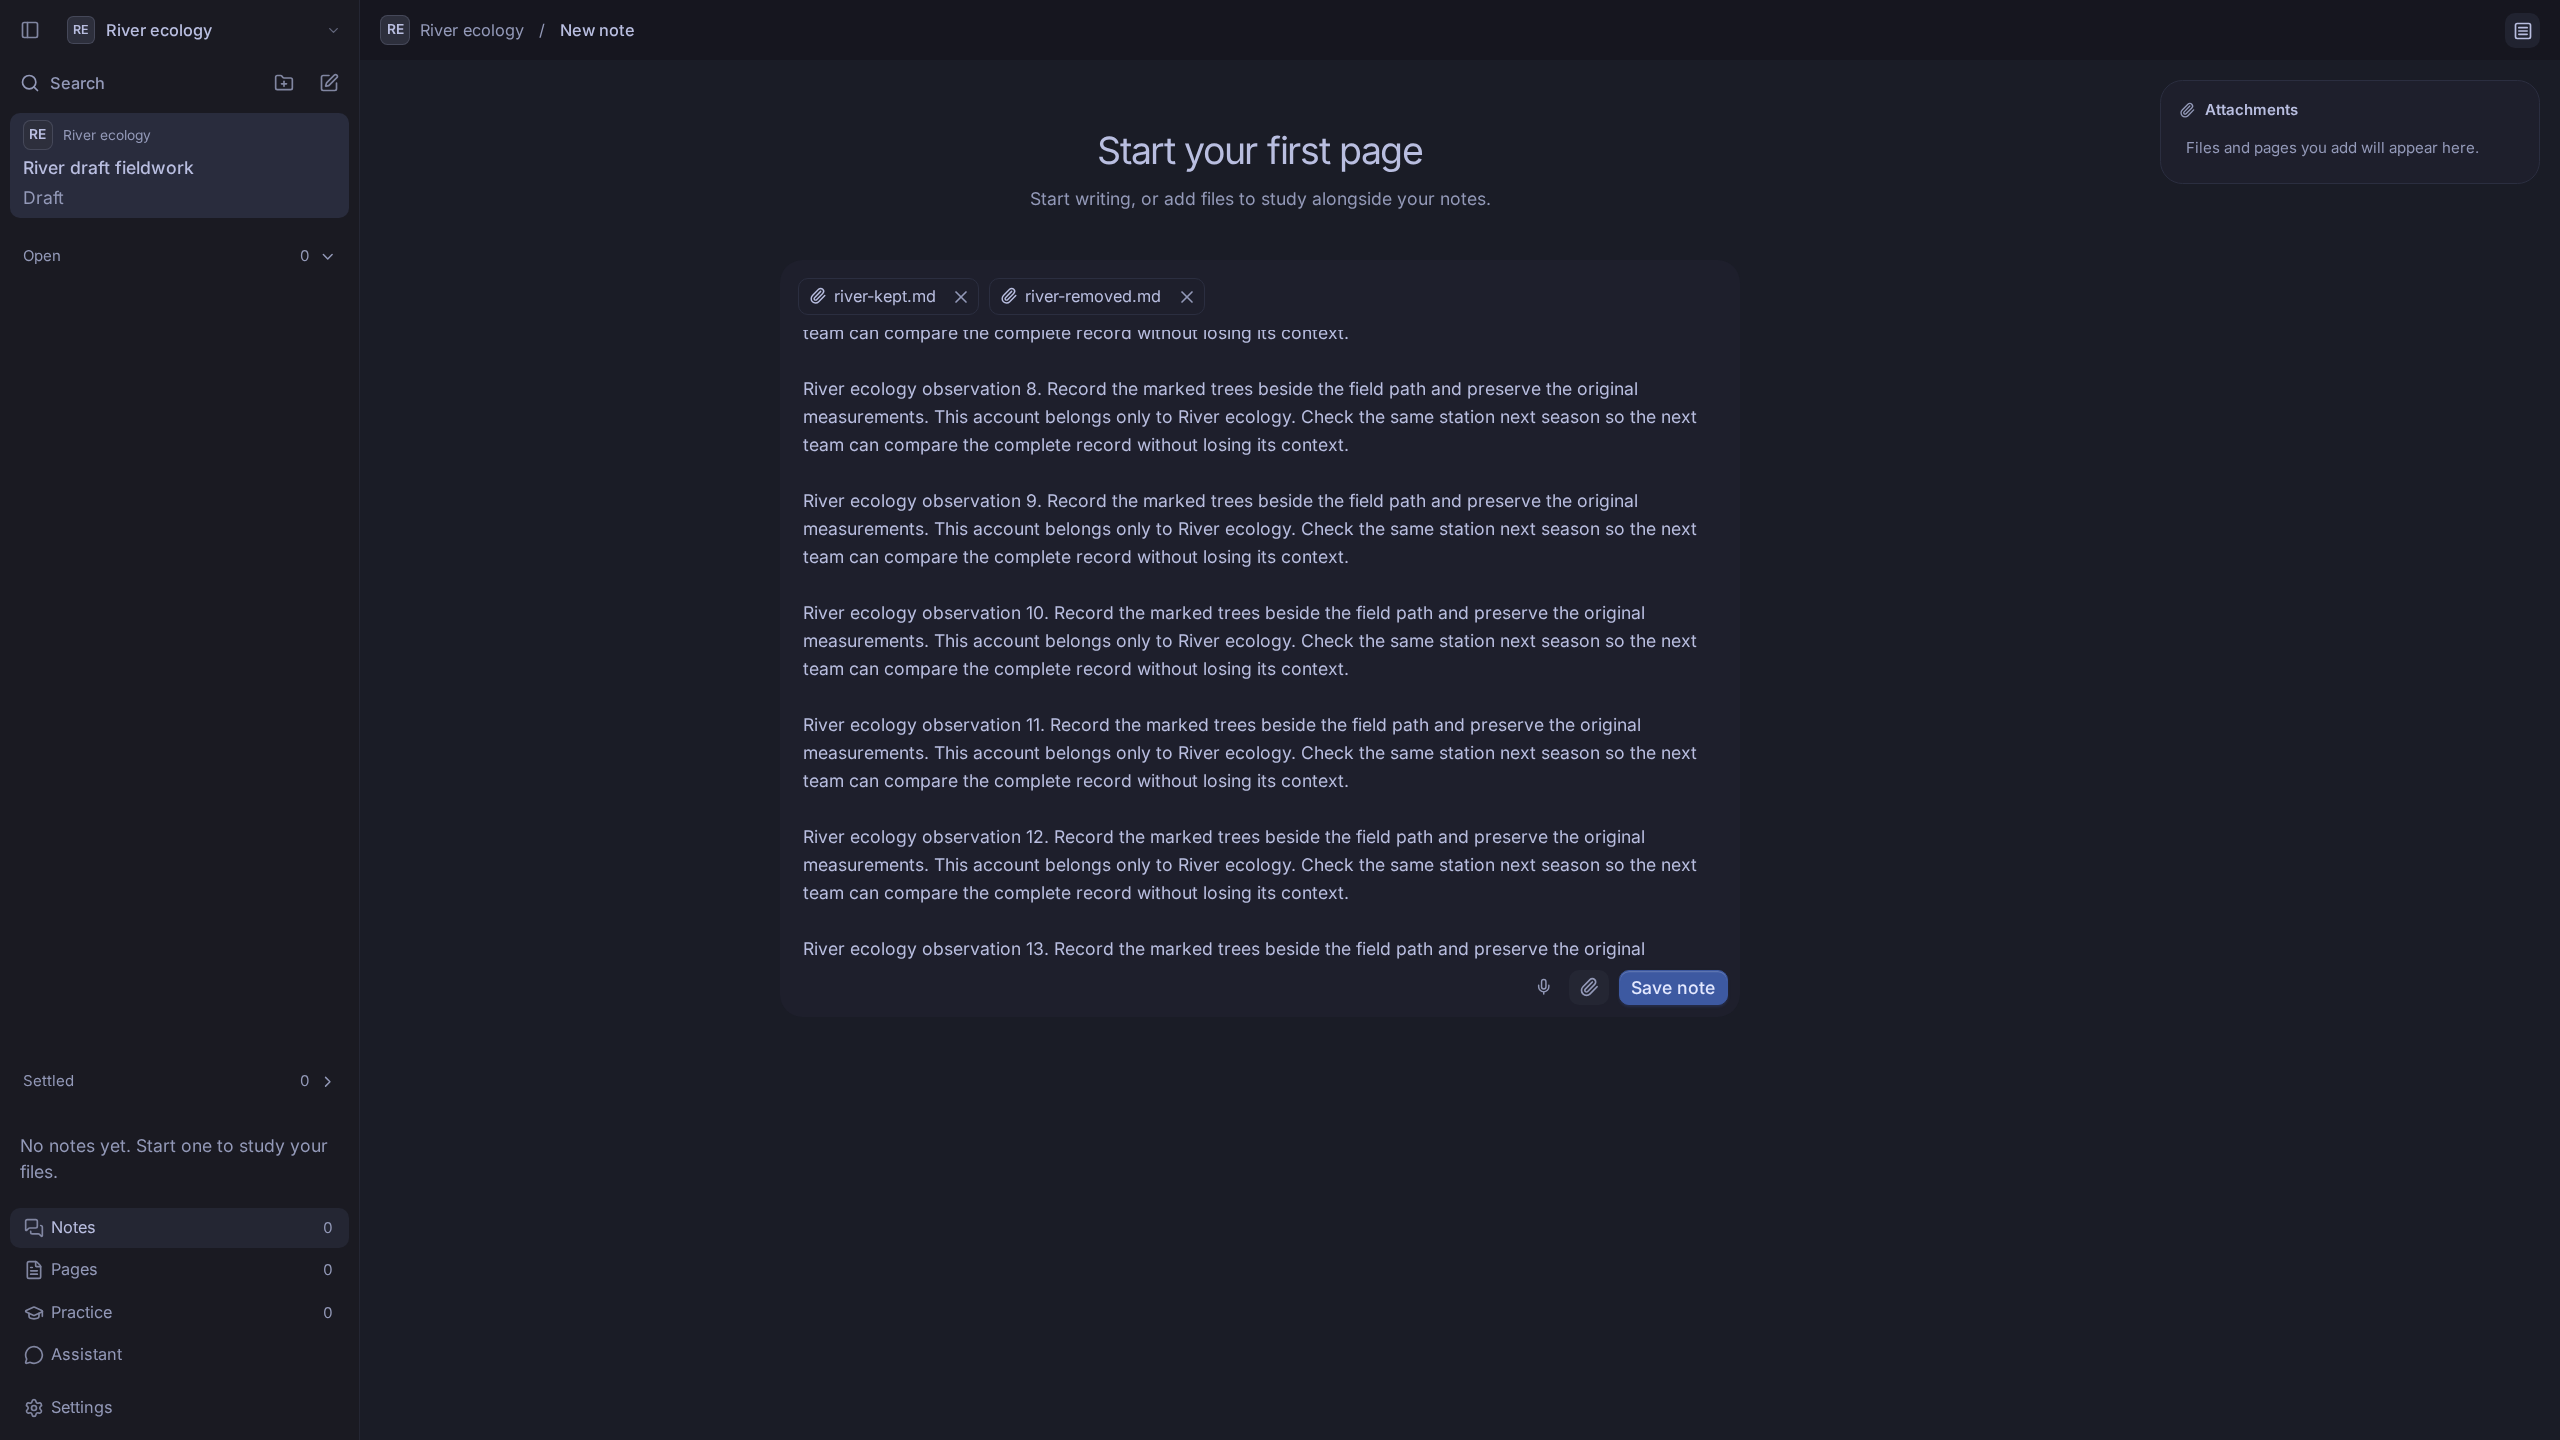 RE River ecology
RE River ecology / New note
Search
RE River ecology
River draft fieldwork
Draft
Open 0
Settled 0
No notes yet. Start one to study your
files.
Notes 0
Pages 0
Practice 0
Assistant
Settings
Start your first page
Start writing, or add files to study alongside your notes.
river-kept.md
river-removed.md
team can compare the complete record without losing its context.
River ecology observation 8. Record the marked trees beside the field path and preserve the original
measurements. This account belongs only to River ecology. Check the same station next season so the next
team can compare the complete record without losing its context.
River ecology observation 9. Record the marked trees beside the field path and preserve the original
measurements. This account belongs only to River ecology. Check the same station next season so the next
team can compare the complete record without losing its context.
River ecology observation 10. Record the marked trees beside the field path and preserve the original
measurements. This account belongs only to River ecology. Check the same station next season so the next
team can compare the complete record without losing its context.
River ecology observation 11. Record the marked trees beside the field path and preserve the original
measurements. This account belongs only to River ecology. Check the same station next season so the next
team can compare the complete record without losing its context.
River ecology observation 12. Record the marked trees beside the field path and preserve the original
measurements. This account belongs only to River ecology. Check the same station next season so the next
team can compare the complete record without losing its context.
River ecology observation 13. Record the marked trees beside the field path and preserve the original
Save note
Attachments
Files and pages you add will appear here.